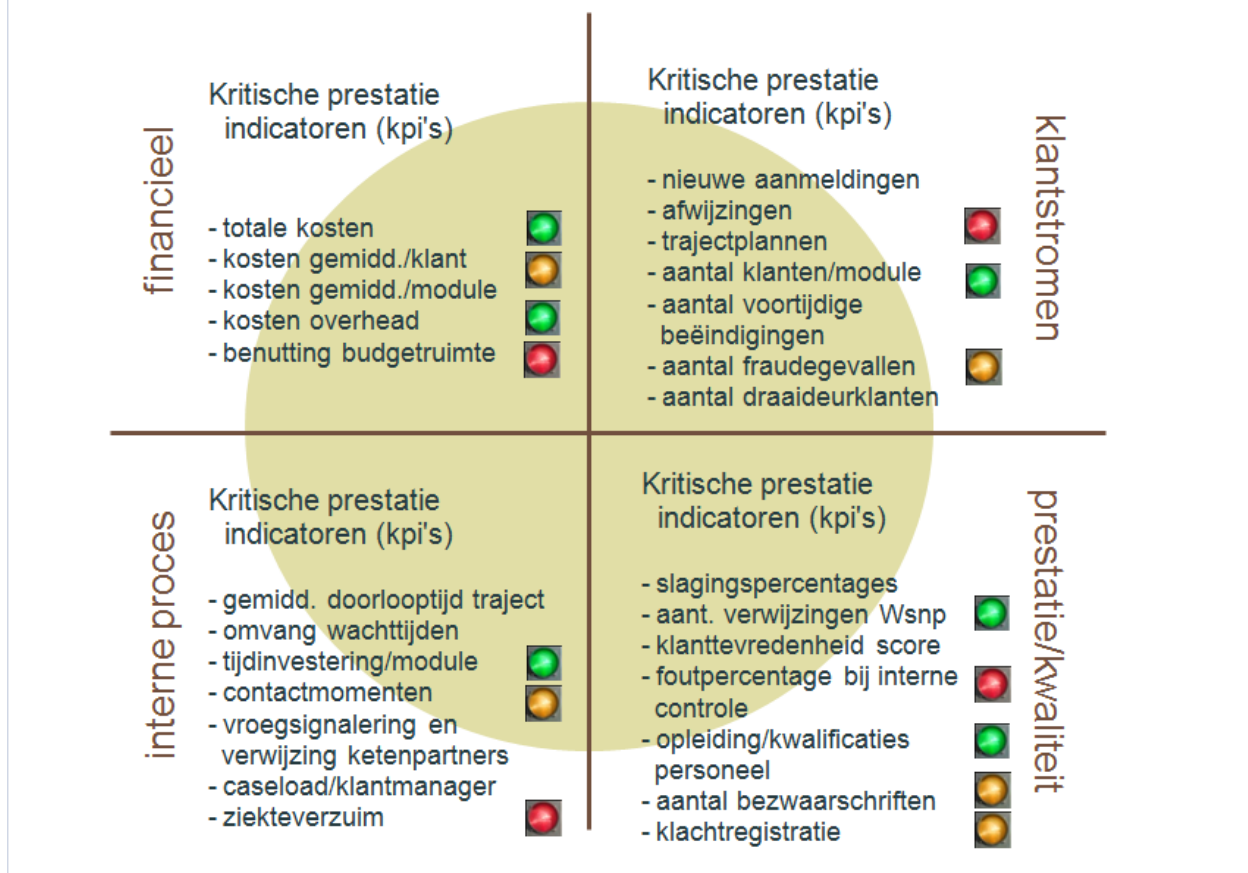 financieel
Kritische prestatie
indicatoren (kpi's)
- totale kosten
- kosten gemidd./klant
- kosten gemidd./module
- kosten overhead
- benutting budgetruimte
klantstromen
Kritische prestatie
indicatoren (kpi's)
- nieuwe aanmeldingen
- afwijzingen
- trajectplannen
- aantal klanten/module
- aantal voortijdige
beëindigingen
- aantal fraudegevallen
- aantal draaideurklanten
interne proces
Kritische prestatie
indicatoren (kpi's)
- gemidd. doorlooptijd traject
- omvang wachttijden
- tijdinvestering/module
- contactmomenten
- vroegsignalering en
verwijzing ketenpartners
- caseload/klantmanager
- ziekteverzuim
prestatie/kwaliteit
Kritische prestatie
indicatoren (kpi's)
- slagingspercentages
- aant. verwijzingen Wsnp
- klanttevredenheid score
- foutpercentage bij interne
controle
- opleiding/kwalificaties
personeel
- aantal bezwaarschriften
- klachtregistratie